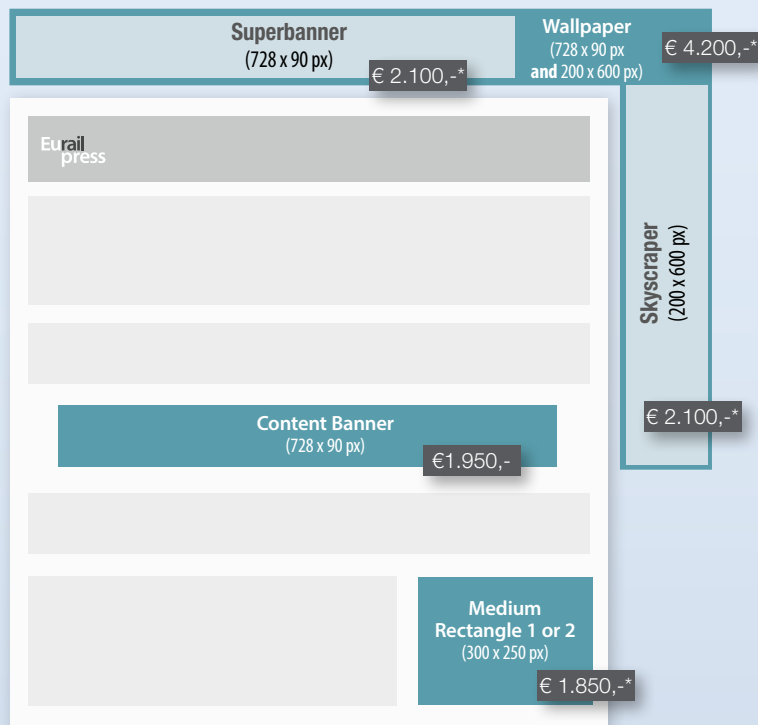 Superbanner
(728 x 90 px)
€ 2.100,-*
Wallpaper
(728 x 90 px
and 200 x 600 px)
€ 4.200,-*
Eurail
press
Skyscraper
(200 x 600 px)
€ 2.100,-*
Content Banner
(728 x 90 px)
€1.950,-
Medium
Rectangle 1 or 2
(300 x 250 px)
€ 1.850,-*